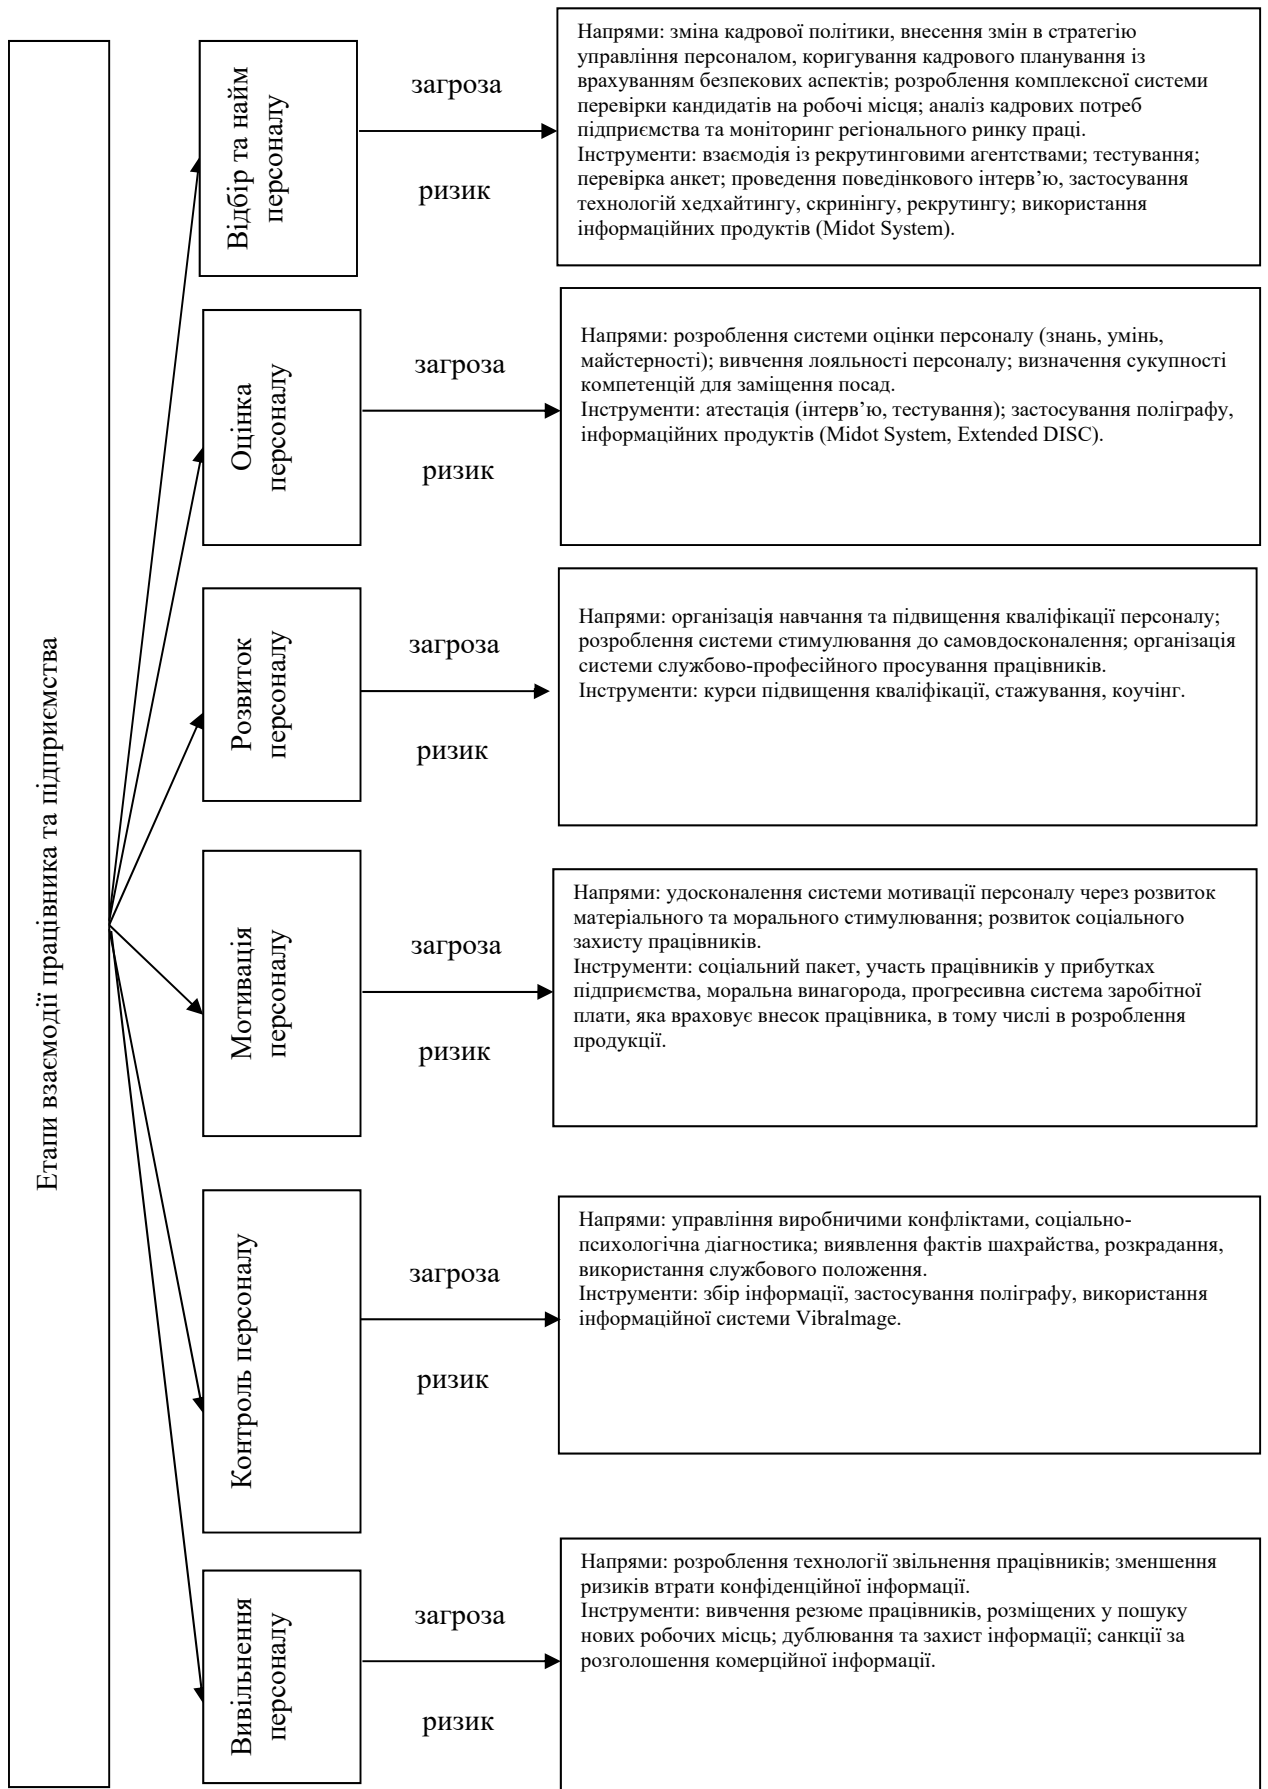 Етапи взаємодії працівника та підприємства
Відбір та найм
персоналу
загроза
ризик
Напрями: зміна кадрової політики, внесення змін в стратегію
управління персоналом, коригування кадрового планування із
врахуванням безпекових аспектів; розроблення комплексної системи
перевірки кандидатів на робочі місця; аналіз кадрових потреб
підприємства та моніторинг регіонального ринку праці.
Інструменти: взаємодія із рекрутинговими агентствами; тестування;
перевірка анкет; проведення поведінкового інтерв’ю, застосування
технологій хедхайтингу, скринінгу, рекрутингу; використання
інформаційних продуктів (Midot System).
Оцінка
персоналу
загроза
ризик
Напрями: розроблення системи оцінки персоналу (знань, умінь,
майстерності); вивчення лояльності персоналу; визначення сукупності
компетенцій для заміщення посад.
Інструменти: атестація (інтерв’ю, тестування); застосування поліграфу,
інформаційних продуктів (Midot System, Extended DISC).
Розвиток
персоналу
загроза
ризик
Напрями: організація навчання та підвищення кваліфікації персоналу;
розроблення системи стимулювання до самовдосконалення; організація
системи службово-професійного просування працівників.
Інструменти: курси підвищення кваліфікації, стажування, коучінг.
Мотивація
персоналу
загроза
ризик
Напрями: удосконалення системи мотивації персоналу через розвиток
матеріального та морального стимулювання; розвиток соціального
захисту працівників.
Інструменти: соціальний пакет, участь працівників у прибутках
підприємства, моральна винагорода, прогресивна система заробітної
плати, яка враховує внесок працівника, в тому числі в розроблення
продукції.
Контроль персоналу
загроза
ризик
Напрями: управління виробничими конфліктами, соціально-
психологічна діагностика; виявлення фактів шахрайства, розкрадання,
використання службового положення.
Інструменти: збір інформації, застосування поліграфу, використання
інформаційної системи Vibralmage.
Вивільнення
персоналу
загроза
ризик
Напрями: розроблення технології звільнення працівників; зменшення
ризиків втрати конфіденційної інформації.
Інструменти: вивчення резюме працівників, розміщених у пошуку
нових робочих місць; дублювання та захист інформації; санкції за
розголошення комерційної інформації.